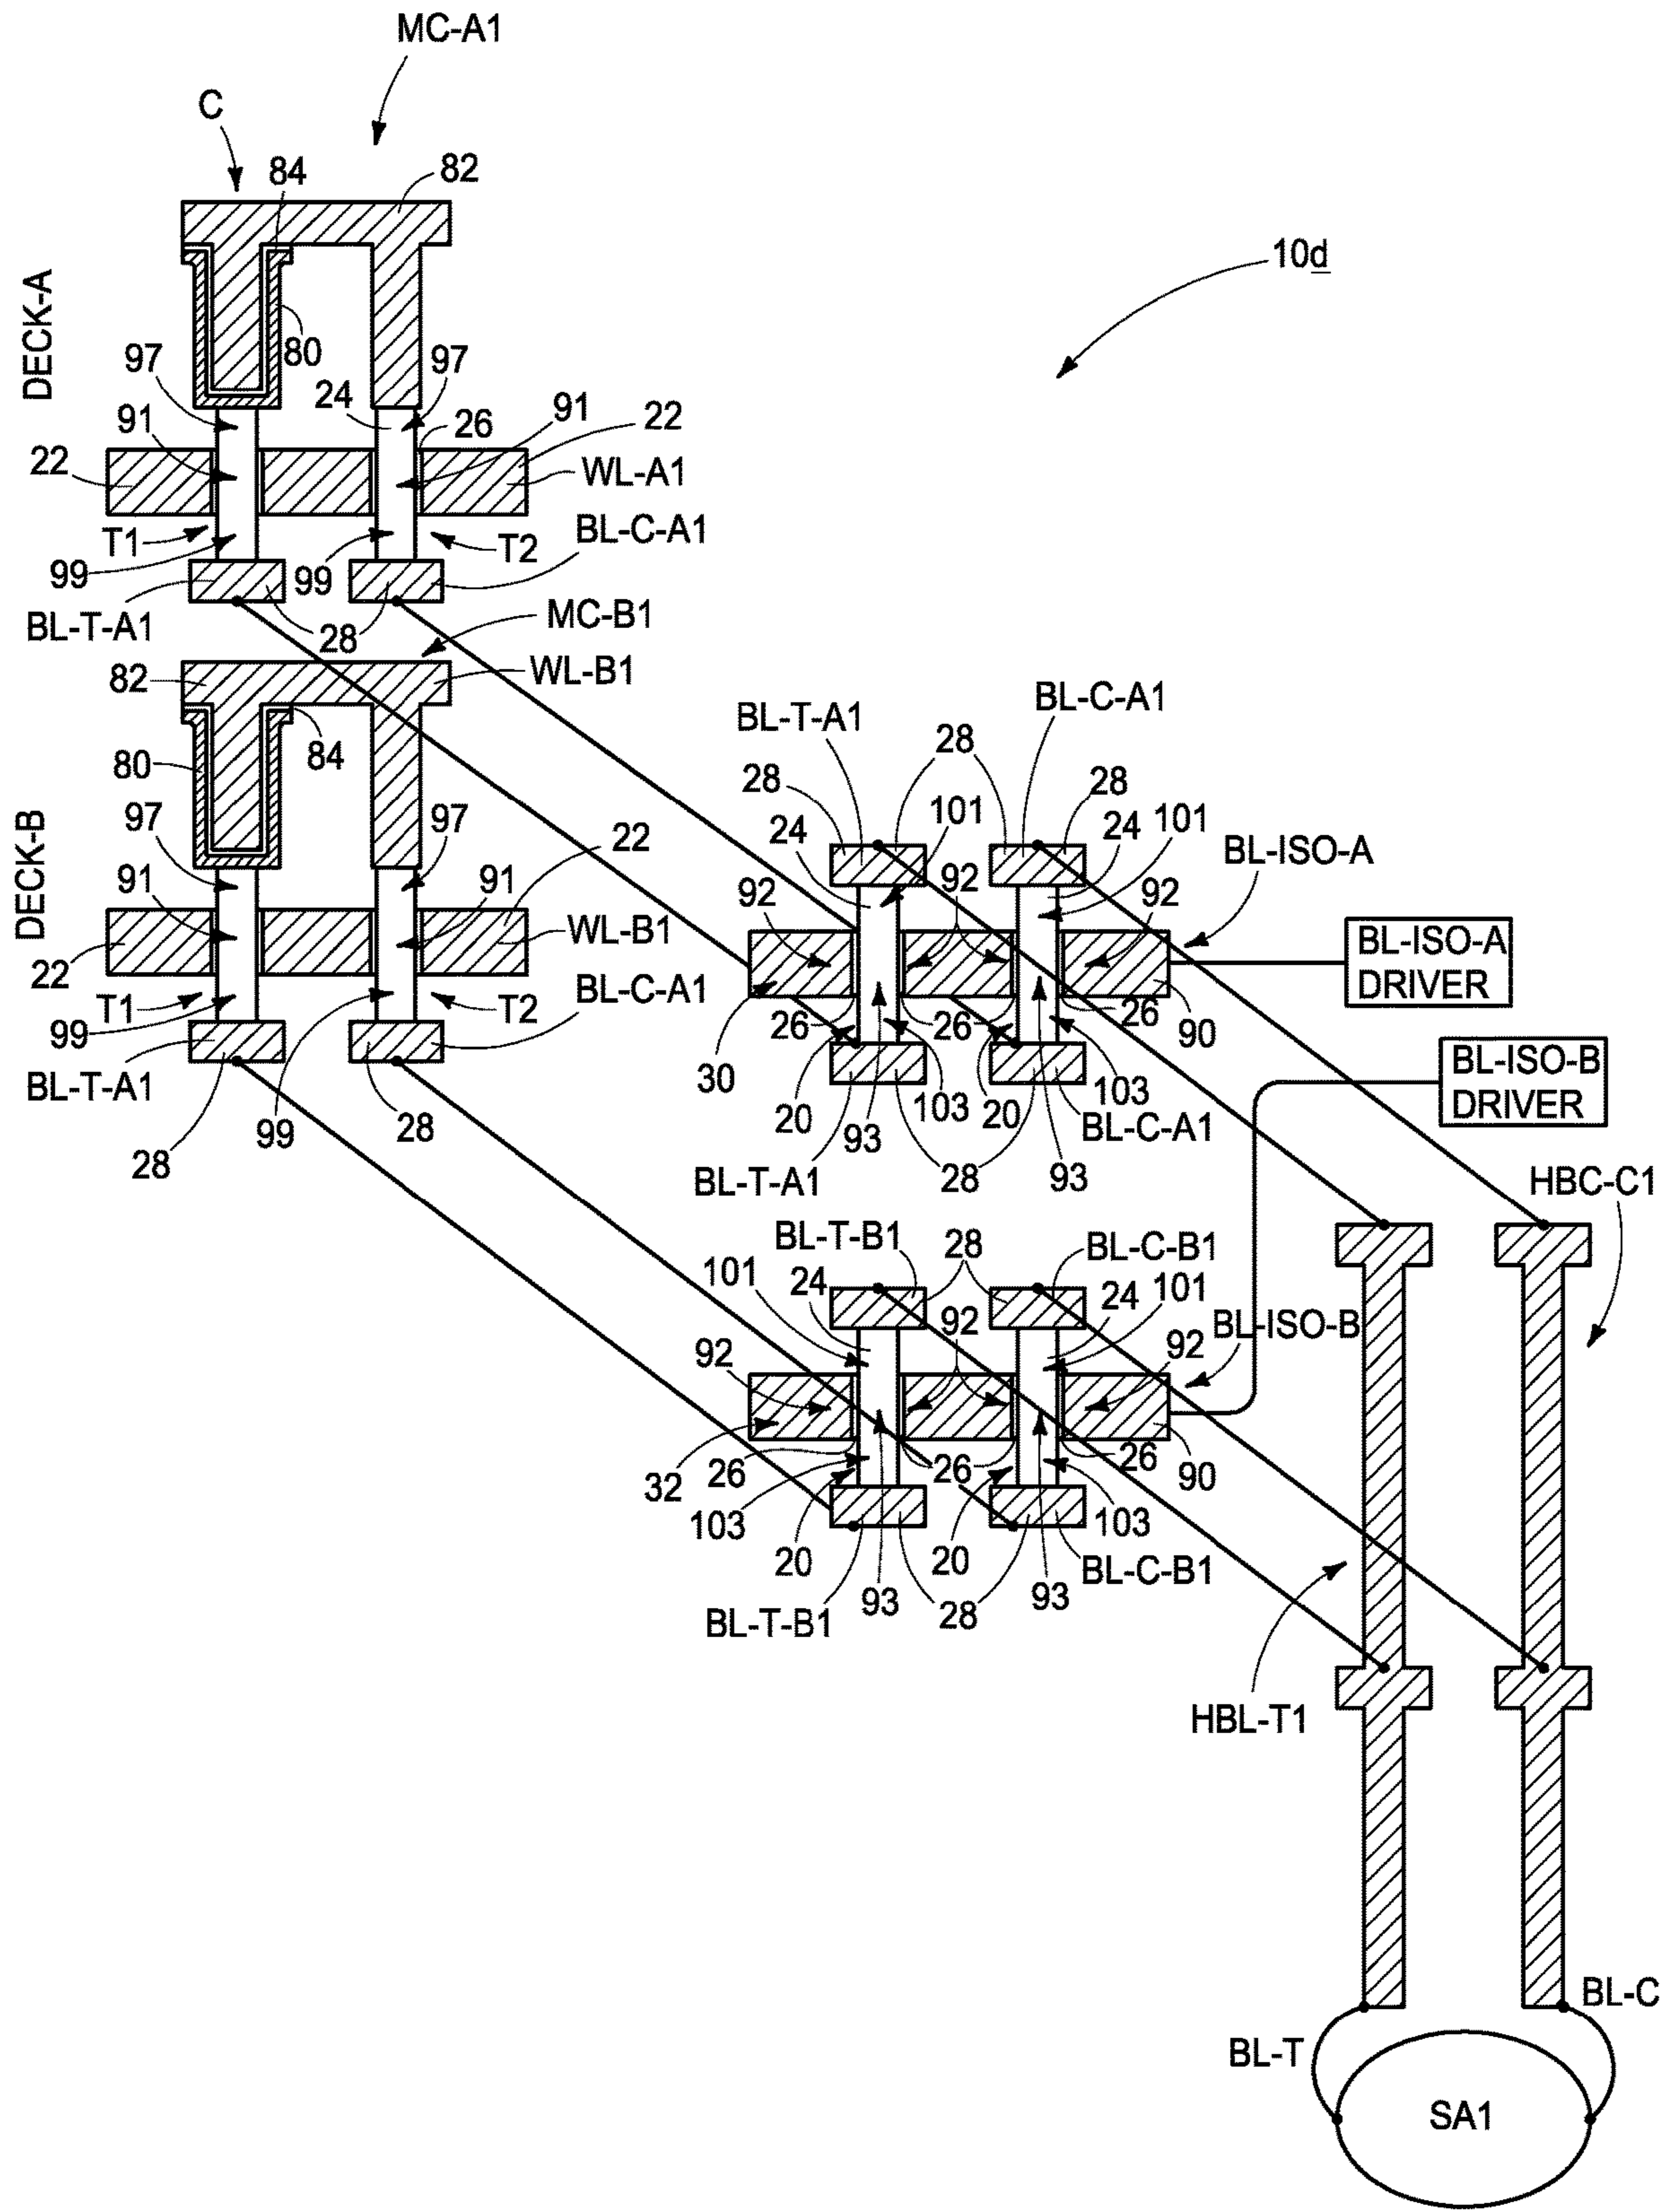 MC-A1
C
84
82
10d
DECK-A
80
97
24
97
91
26
91
22
22
WL-A1
T1
99
99
T2
BL-C-A1
BL-T-A1
28
MC-B1
82
WL-B1
84
80
BL-T-A1
BL-C-A1
28
28
28
DECK-B
97
97
22
24
101
24
101
BL-ISO-A
91
91
92
92
92
22
WL-B1
BL-ISO-A
DRIVER
T1
99
T2
BL-C-A1
26
26
26
90
30
BL-ISO-B
DRIVER
BL-T-A1
20
103
20
103
28
99
28
93
BL-C-A1
BL-T-A1
28
93
HBC-C1
BL-T-B1
28
BL-C-B1
101
24
24
101
BL-ISO-B
92
92
92
26
26
26
90
32
103
103
20
20
BL-C-B1
93
93
BL-T-B1
28
HBL-T1
BL-C
BL-T
SA1